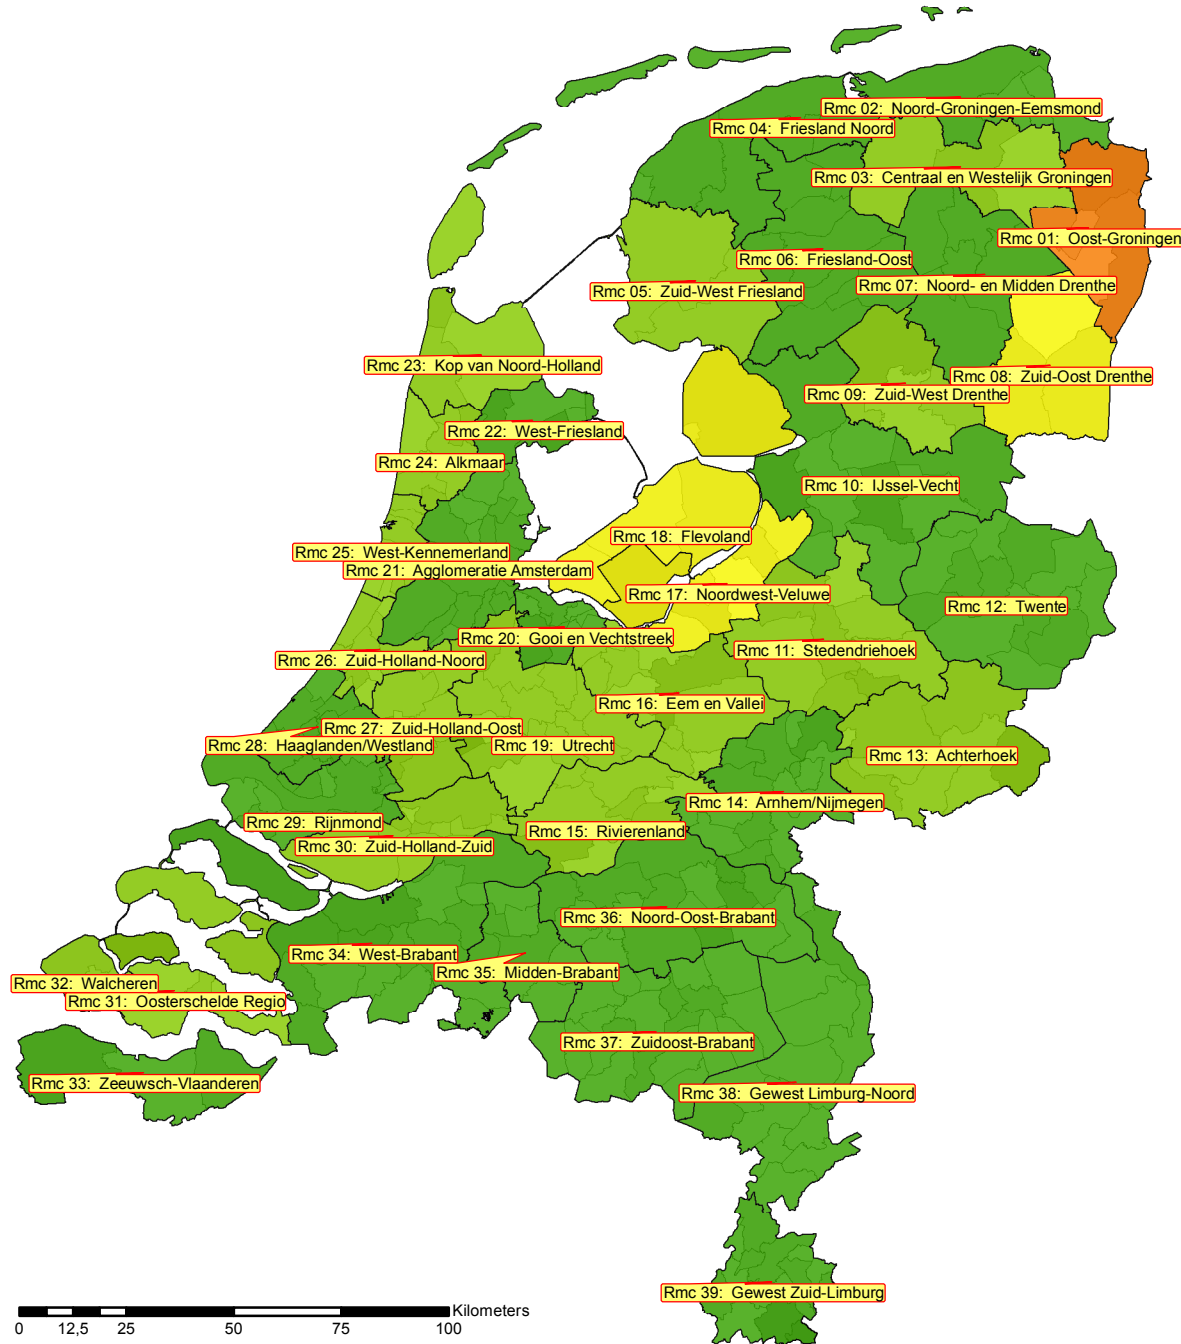 Rmc 02: Noord-Groningen-Eemsmond
Rmc 04: Friesland Noord
Rmc 03: Centraal en Westelijk Groningen
Rmc 01: Oost-Groningen
Rmc 06: Friesland-Oost
Rmc 07: Noord- en Midden Drenthe
Rmc 05: Zuid-West Friesland
Rmc 23: Kop van Noord-Holland
Rmc 08: Zuid-Oost Drenthe
Rmc 09: Zuid-West Drenthe
Rmc 22: West-Friesland
Rmc 24: Alkmaar
Rmc 10: IJssel-Vecht
Rmc 18: Flevoland
Rmc 25: West-Kennemerland
Rmc 21: Agglomeratie Amsterdam
Rmc 17: Noordwest-Veluwe
Rmc 12: Twente
Rmc 20: Gooi en Vechtstreek
Rmc 11: Stedendriehoek
Rmc 26: Zuid-Holland-Noord
Rmc 16: Eem en Vallei
Rmc 27: Zuid-Holland-Oost
Rmc 28: Haaglanden/Westland
Rmc 19: Utrecht
Rmc 13: Achterhoek
Rmc 14: Arnhem/Nijmegen
Rmc 29: Rijnmond
Rmc 15: Rivierenland
Rmc 30: Zuid-Holland-Zuid
Rmc 36: Noord-Oost-Brabant
Rmc 34: West-Brabant
Rmc 35: Midden-Brabant
Rmc 32: Walcheren
Rmc 31: Oosterschelde Regio
Rmc 37: Zuidoost-Brabant
Rmc 33: Zeeuwsch-Vlaanderen
Rmc 38: Gewest Limburg-Noord
Rmc 39: Gewest Zuid-Limburg
Kilometers
0 12,5 25 50 75 100